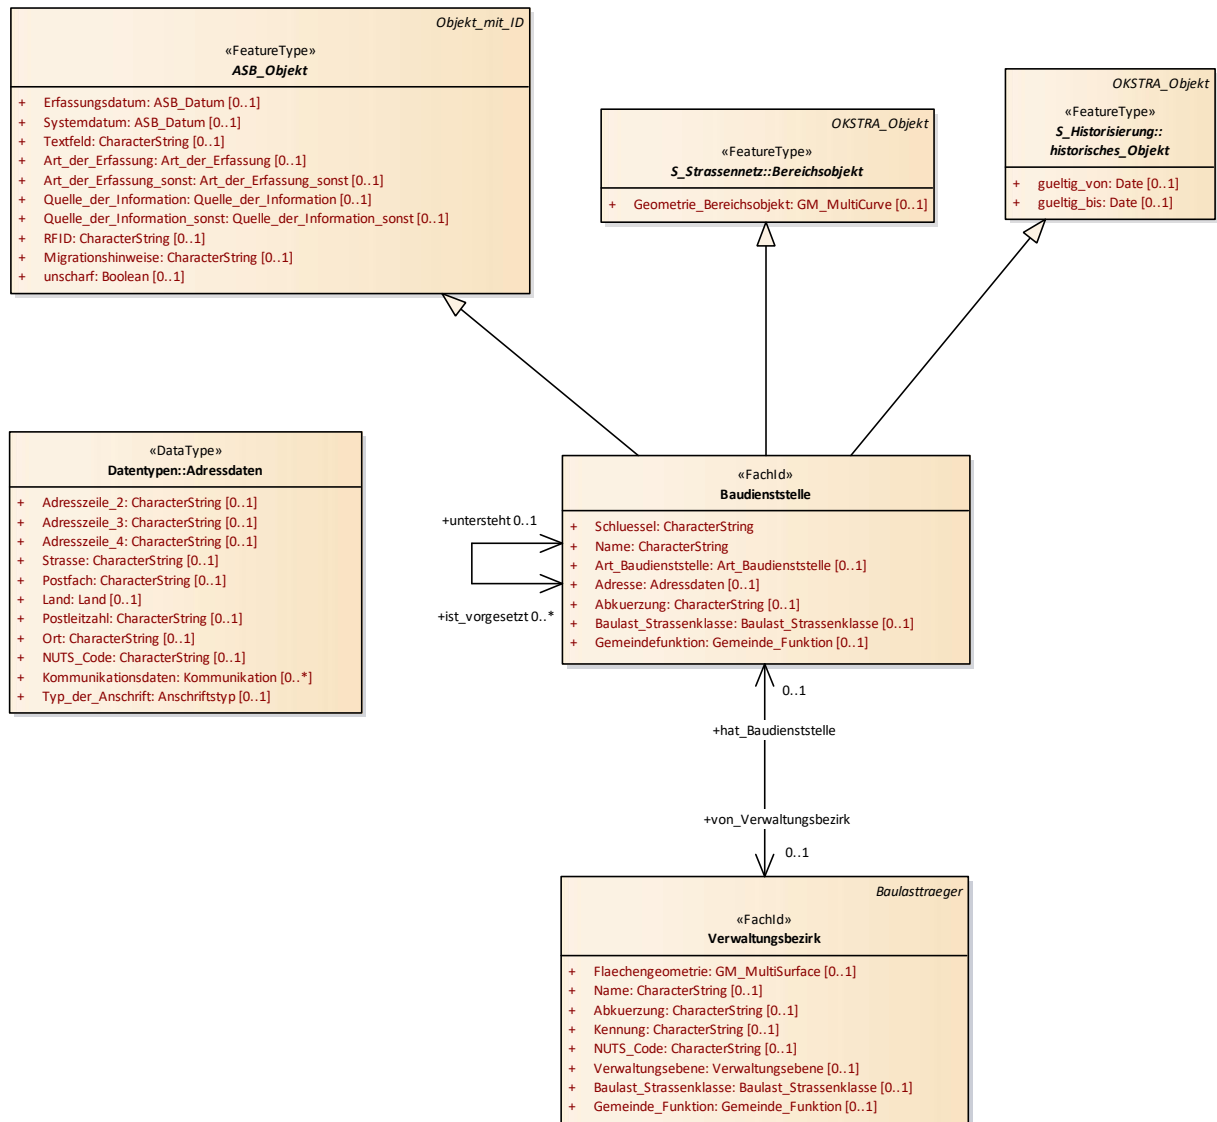 Objekt_mit_ID
«FeatureType»
ASB_Objekt
+ Erfassungsdatum: ASB_Datum [0..1]
+ Systemdatum: ASB_Datum [0..1]
+ Textfeld: CharacterString [0..1]
+ Art_der_Erfassung: Art_der_Erfassung [0..1]
+ Art_der_Erfassung_sonst: Art_der_Erfassung_sonst [0..1]
+ Quelle_der_Information: Quelle_der_Information [0..1]
+ Quelle_der_Information_sonst: Quelle_der_Information_sonst [0..1]
+ RFID: CharacterString [0..1]
+ Migrationshinweise: CharacterString [0..1]
+ unscharf: Boolean [0..1]
OKSTRA_Objekt
«FeatureType»
S_Strassennetz::Bereichsobjekt
+ Geometrie_Bereichsobjekt: GM_MultiCurve [0..1]
OKSTRA_Objekt
«FeatureType»
S_Historisierung::
historisches_Objekt
+ gueltig_von: Date [0..1]
+ gueltig_bis: Date [0..1]
«DataType»
Datentypen::Adressdaten
+ Adresszeile_2: CharacterString [0..1]
+ Adresszeile_3: CharacterString [0..1]
+ Adresszeile_4: CharacterString [0..1]
+ Strasse: CharacterString [0..1]
+ Postfach: CharacterString [0..1]
+ Land: Land [0..1]
+ Postleitzahl: CharacterString [0..1]
+ Ort: CharacterString [0..1]
+ NUTS_Code: CharacterString [0..1]
+ Kommunikationsdaten: Kommunikation [0..*]
+ Typ_der_Anschrift: Anschriftstyp [0..1]
«FachId»
Baudienststelle
+ Schluessel: CharacterString
+ Name: CharacterString
+ Art_Baudienststelle: Art_Baudienststelle [0..1]
+ Adresse: Adressdaten [0..1]
+ Abkuerzung: CharacterString [0..1]
+ Baulast_Strassenklasse: Baulast_Strassenklasse [0..1]
+ Gemeindefunktion: Gemeinde_Funktion [0..1]
+untersteht 0..1
+ist_vorgesetzt 0..*
0..1
+hat_Baudienststelle
+von_Verwaltungsbezirk
0..1
Baulasttraeger
«FachId»
Verwaltungsbezirk
+ Flaechengeometrie: GM_MultiSurface [0..1]
+ Name: CharacterString [0..1]
+ Abkuerzung: CharacterString [0..1]
+ Kennung: CharacterString [0..1]
+ NUTS_Code: CharacterString [0..1]
+ Verwaltungsebene: Verwaltungsebene [0..1]
+ Baulast_Strassenklasse: Baulast_Strassenklasse [0..1]
+ Gemeinde_Funktion: Gemeinde_Funktion [0..1]